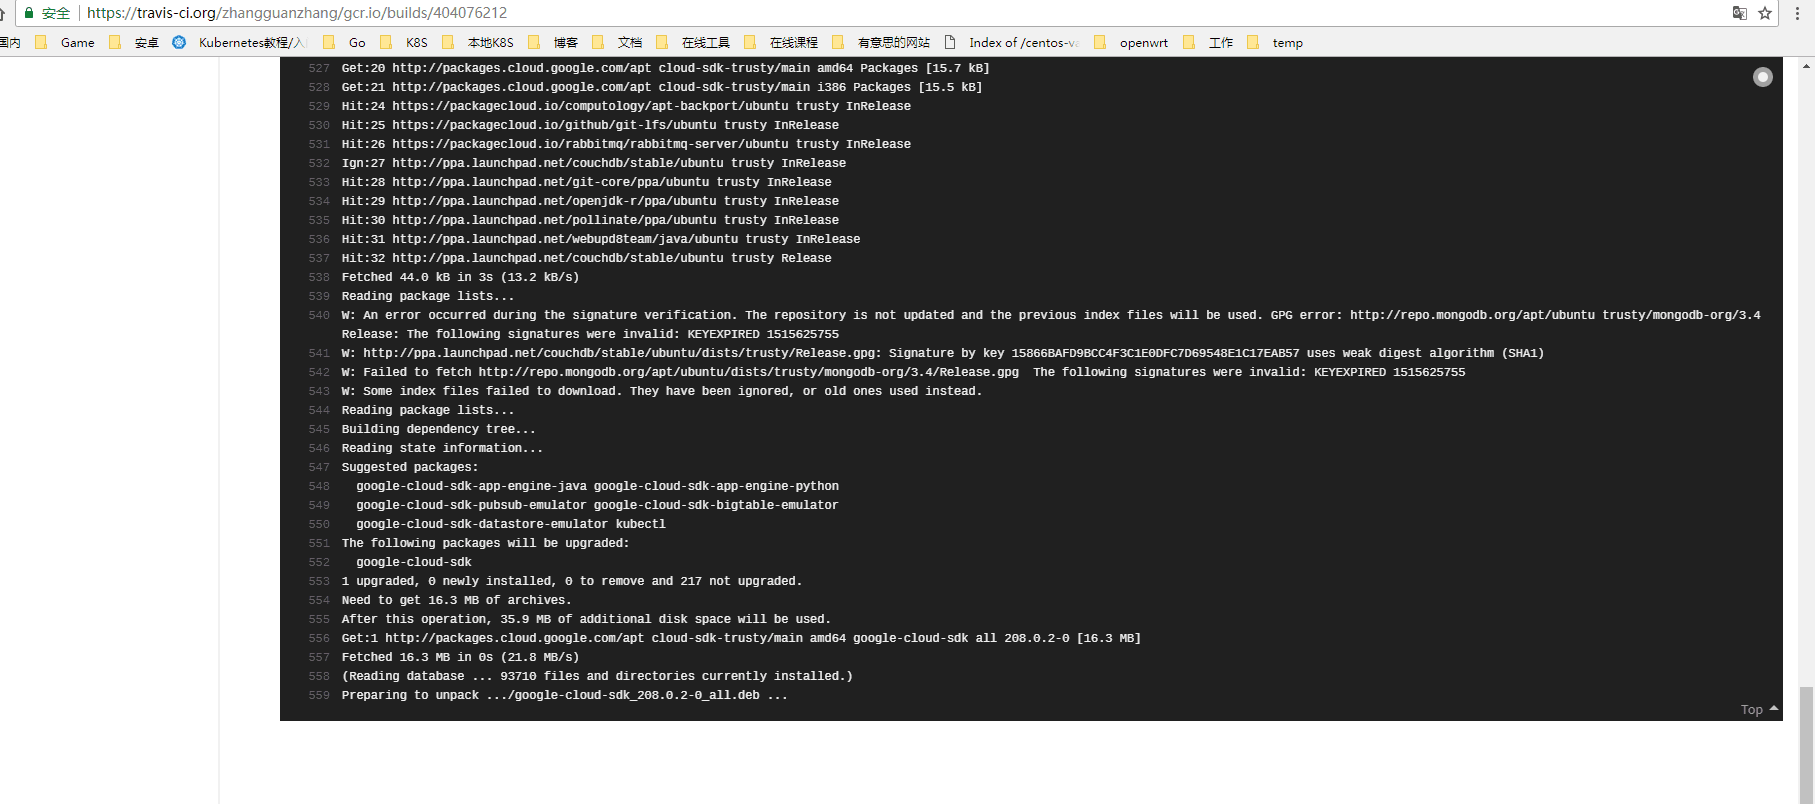 安全 https://travis-ci.org/zhangguanzhang/gcr.io/builds/404076212
国内 Game 安卓 Kubernetes教程/入 Go K8S 本地K8S 博客 文档 在线工具 在线课程 有意思的网站 Index of /centos-va openwrt 工作 temp
527 Get:20 http://packages.cloud.google.com/apt cloud-sdk-trusty/main amd64 Packages [15.7 kB]
528 Get:21 http://packages.cloud.google.com/apt cloud-sdk-trusty/main i386 Packages [15.5 kB]
529 Hit:24 https://packagecloud.io/computology/apt-backport/ubuntu trusty InRelease
530 Hit:25 https://packagecloud.io/github/git-lfs/ubuntu trusty InRelease
531 Hit:26 https://packagecloud.io/rabbitmq/rabbitmq-server/ubuntu trusty InRelease
532 Ign:27 http://ppa.launchpad.net/couchdb/stable/ubuntu trusty InRelease
533 Hit:28 http://ppa.launchpad.net/git-core/ppa/ubuntu trusty InRelease
534 Hit:29 http://ppa.launchpad.net/openjdk-r/ppa/ubuntu trusty InRelease
535 Hit:30 http://ppa.launchpad.net/pollinate/ppa/ubuntu trusty InRelease
536 Hit:31 http://ppa.launchpad.net/webupd8team/java/ubuntu trusty InRelease
537 Hit:32 http://ppa.launchpad.net/couchdb/stable/ubuntu trusty Release
538 Fetched 44.0 kB in 3s (13.2 kB/s)
539 Reading package lists...
540 W: An error occurred during the signature verification. The repository is not updated and the previous index files will be used. GPG error: http://repo.mongodb.org/apt/ubuntu trusty/mongodb-org/3.4
Release: The following signatures were invalid: KEYEXPIRED 1515625755
541 W: http://ppa.launchpad.net/couchdb/stable/ubuntu/dists/trusty/Release.gpg: Signature by key 15866BAFD9BCC4F3C1E0DFC7D69548E1C17EAB57 uses weak digest algorithm (SHA1)
542 W: Failed to fetch http://repo.mongodb.org/apt/ubuntu/dists/trusty/mongodb-org/3.4/Release.gpg The following signatures were invalid: KEYEXPIRED 1515625755
543 W: Some index files failed to download. They have been ignored, or old ones used instead.
544 Reading package lists...
545 Building dependency tree...
546 Reading state information...
547 Suggested packages:
548 google-cloud-sdk-app-engine-java google-cloud-sdk-app-engine-python
549 google-cloud-sdk-pubsub-emulator google-cloud-sdk-bigtable-emulator
550 google-cloud-sdk-datastore-emulator kubectl
551 The following packages will be upgraded:
552 google-cloud-sdk
553 1 upgraded, 0 newly installed, 0 to remove and 217 not upgraded.
554 Need to get 16.3 MB of archives.
555 After this operation, 35.9 MB of additional disk space will be used.
556 Get:1 http://packages.cloud.google.com/apt cloud-sdk-trusty/main amd64 google-cloud-sdk all 208.0.2-0 [16.3 MB]
557 Fetched 16.3 MB in 0s (21.8 MB/s)
558 (Reading database ... 93710 files and directories currently installed.)
559 Preparing to unpack .../google-cloud-sdk_208.0.2-0_all.deb ...
Top